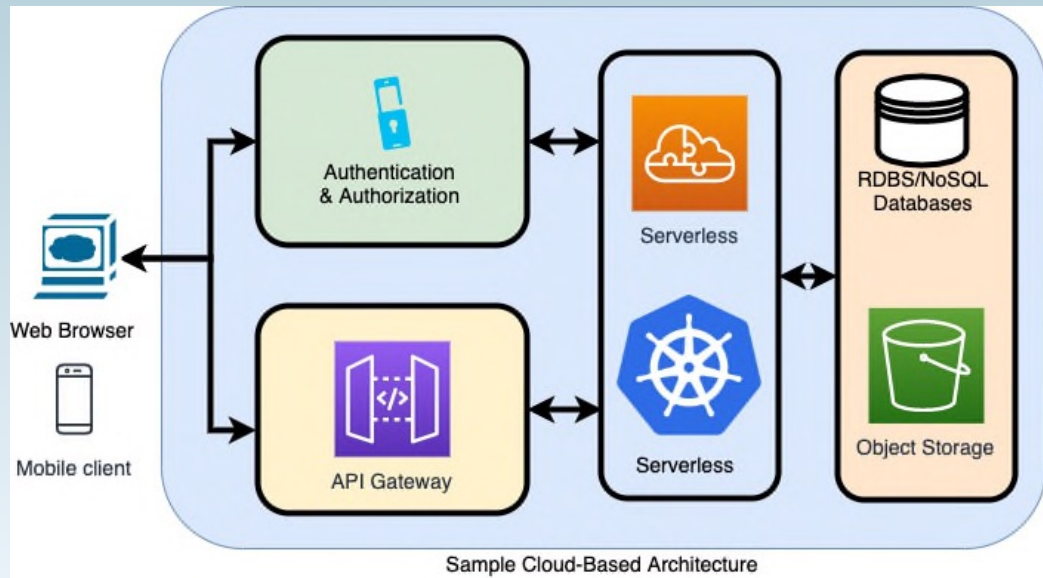 Authentication
& Authorization
Serverless
RDBS/NoSQL
Databases
Web Browser
Mobile client
</>
API Gateway
Serverless
Object Storage
Sample Cloud-Based Architecture